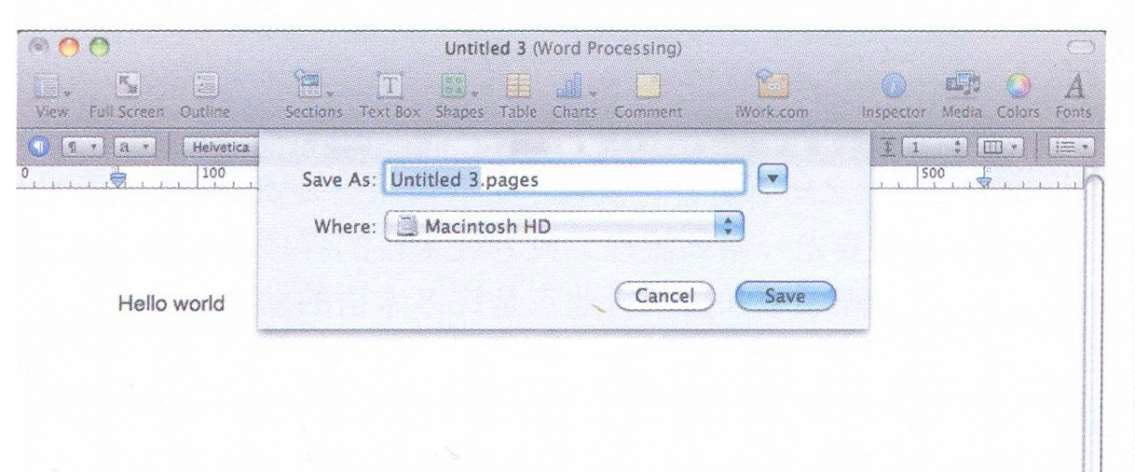 Untitled 3 (Word Processing)
View Full Screen Outline Sections Text Box Shapes Table Charts Comment iWork.com Inspector Media Colors Fonts
¶ a Helvetica 1
0 100 500
Save As: Untitled 3.pages
Where: Macintosh HD
Cancel Save
Hello world